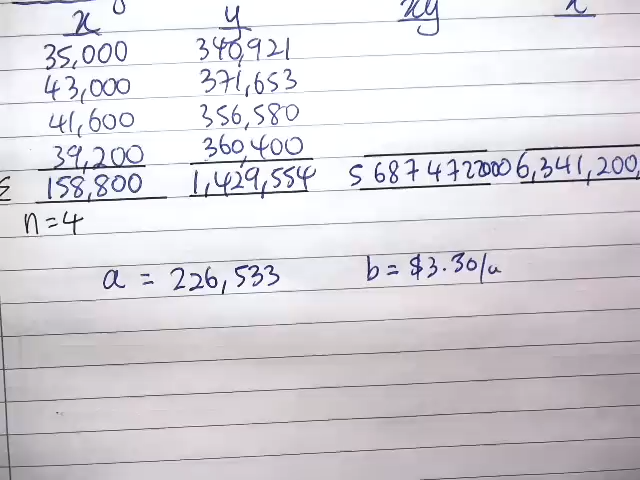 x y xy x
35,000 340,921
43,000 371,653
41,600 356,580
39,200 360,400
Σ 158,800 1,429,554 56874722000 6,341,200,
n=4
a = 226,533 b = $3.30/u